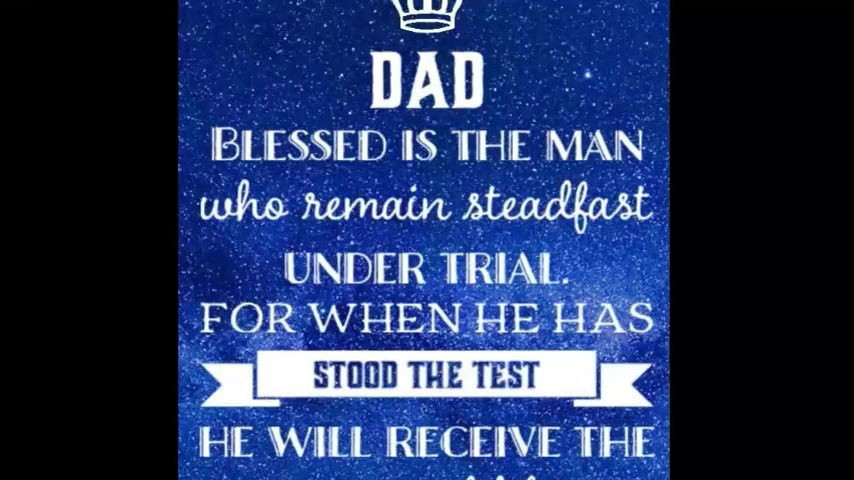 DAD
BLESSED IS THE MAN
who remain steadfast
UNDER TRIAL.
FOR WHEN HE HAS
STOOD THE TEST
HE WILL RECEIVE THE